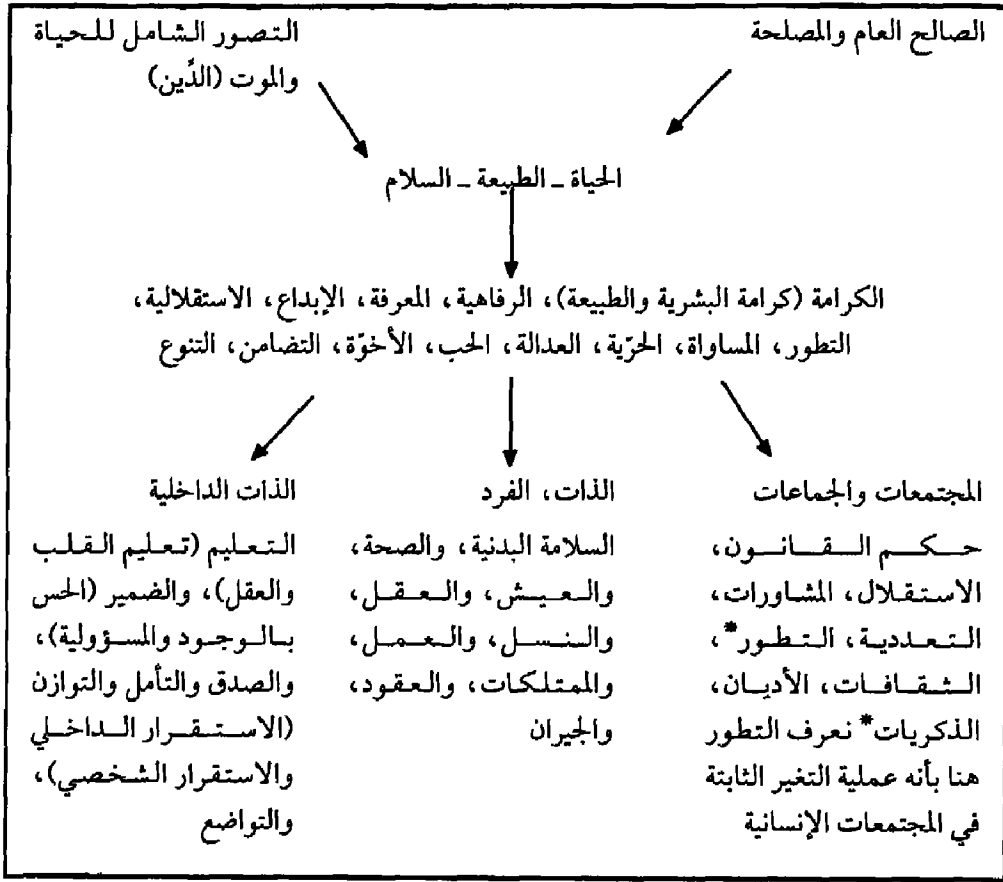 الصالح العام والمصلحة
التصور الشامل للحياة
والموت (الدِّين)
الحياة ـ الطبيعة ـ السلام
الكرامة (كرامة البشرية والطبيعة)، الرفاهية، المعرفة، الإبداع، الاستقلالية،
التطور، المساواة، الحرّية، العدالة، الحب، الأخوّة، التضامن، التنوع
المجتمعات والجماعات
حكم القانون،
الاستقلال، المشاورات،
التعددية، التطور*،
الثقافات، الأديان،
الذكريات* نعرف التطور
هنا بأنه عملية التغير الثابتة
في المجتمعات الإنسانية
الذات، الفرد
السلامة البدنية، والصحة،
والعيش، والعقل،
والنسل، والعمل،
والممتلكات، والعقود،
والجيران
الذات الداخلية
التعليم (تعليم القلب
والعقل)، والضمير (الحس
بالوجود والمسؤولية)،
والصدق والتأمل والتوازن
(الاستقرار الداخلي
والاستقرار الشخصي)،
والتواضع